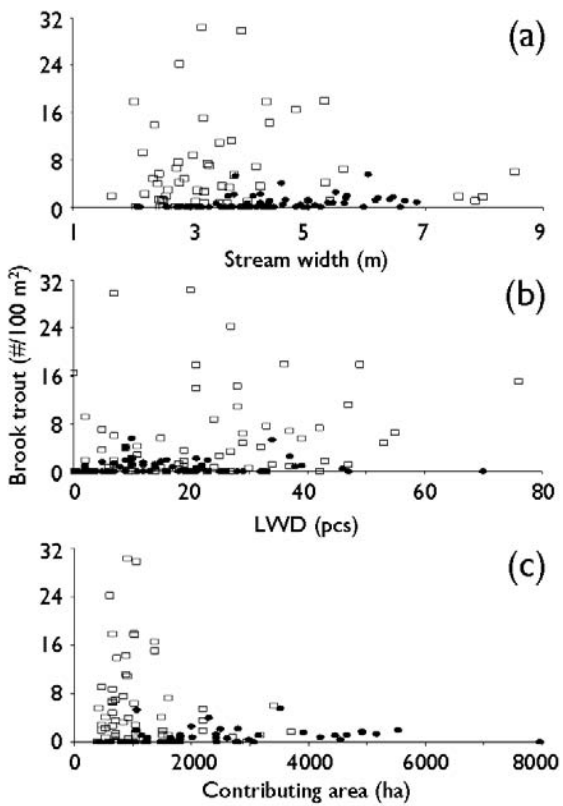 32
24
16
8
0
(a)
1 3 5 7 9
Stream width (m)
Brook trout (#/100 m²)
32
24
16
8
0
(b)
0 20 40 60 80
LWD (pcs)
32
24
16
8
0
(c)
0 2000 4000 6000 8000
Contributing area (ha)